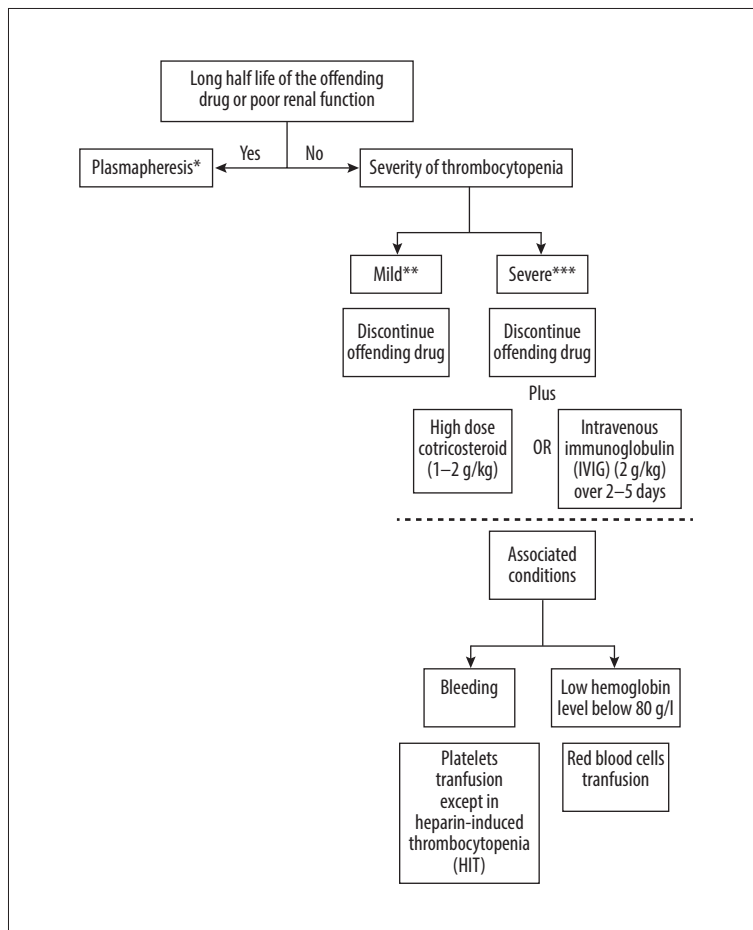 Long half life of the offending
drug or poor renal function
Yes
No
Plasmapheresis*
Severity of thrombocytopenia
Mild**
Severe***
Discontinue
offending drug
Discontinue
offending drug
Plus
High dose
cotricosteroid
(1–2 g/kg)
OR
Intravenous
immunoglobulin
(IVIG) (2 g/kg)
over 2–5 days
Associated
conditions
Bleeding
Low hemoglobin
level below 80 g/l
Platelets
tranfusion
except in
heparin-induced
thrombocytopenia
(HIT)
Red blood cells
tranfusion